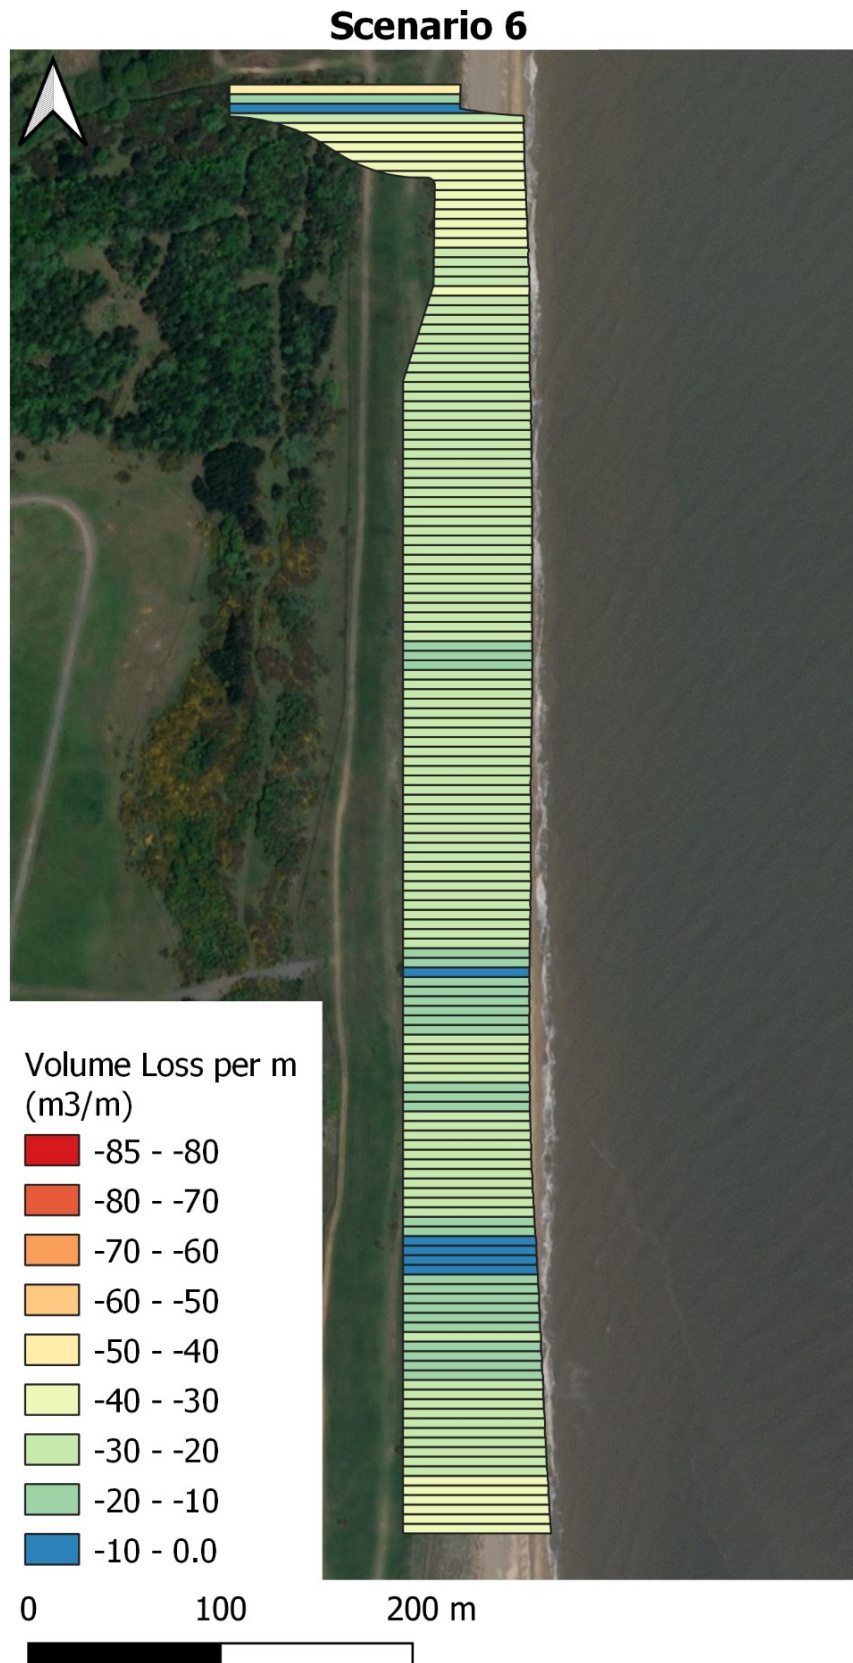 Scenario 6
Volume Loss per m
(m3/m)
-85 - -80
-80 - -70
-70 - -60
-60 - -50
-50 - -40
-40 - -30
-30 - -20
-20 - -10
-10 - 0.0
0 100 200 m